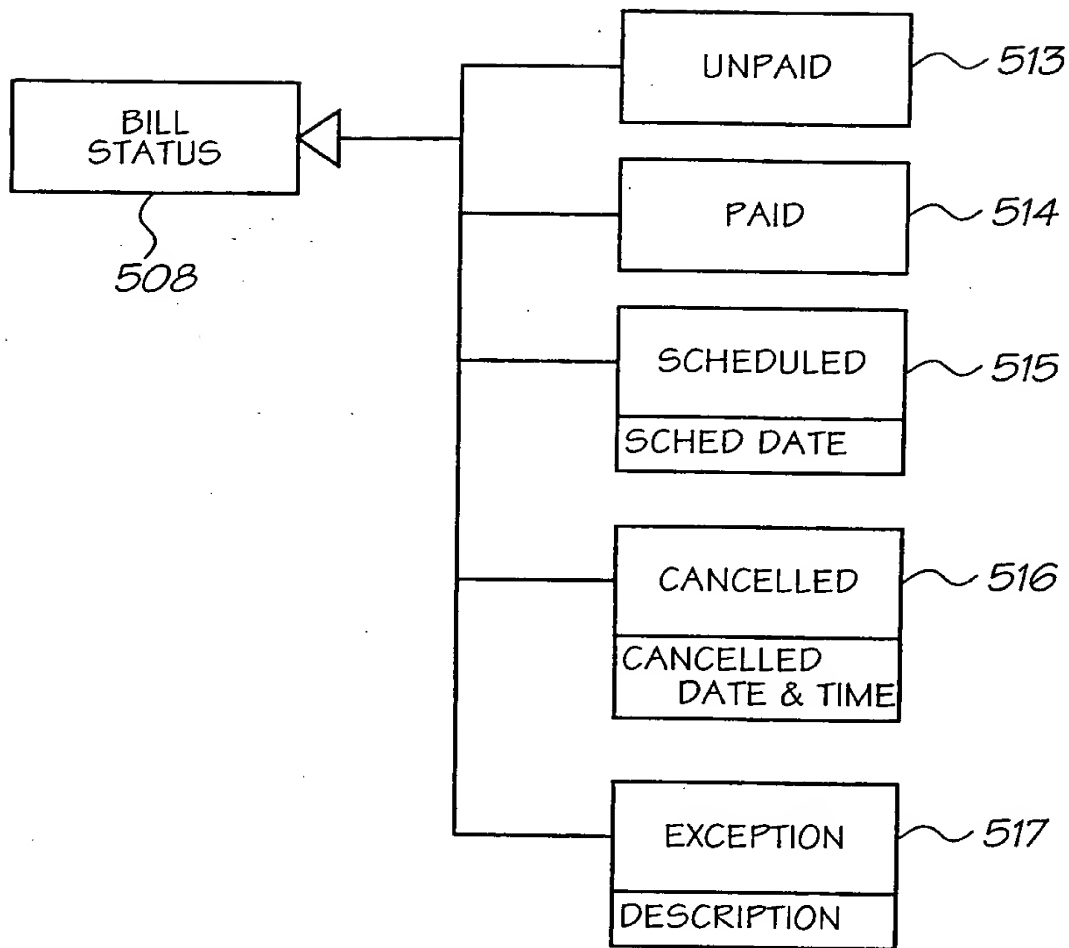 UNPAID
513
BILL
STATUS
508
PAID
514
SCHEDULED
515
SCHED DATE
CANCELLED
516
CANCELLED
DATE & TIME
EXCEPTION
517
DESCRIPTION